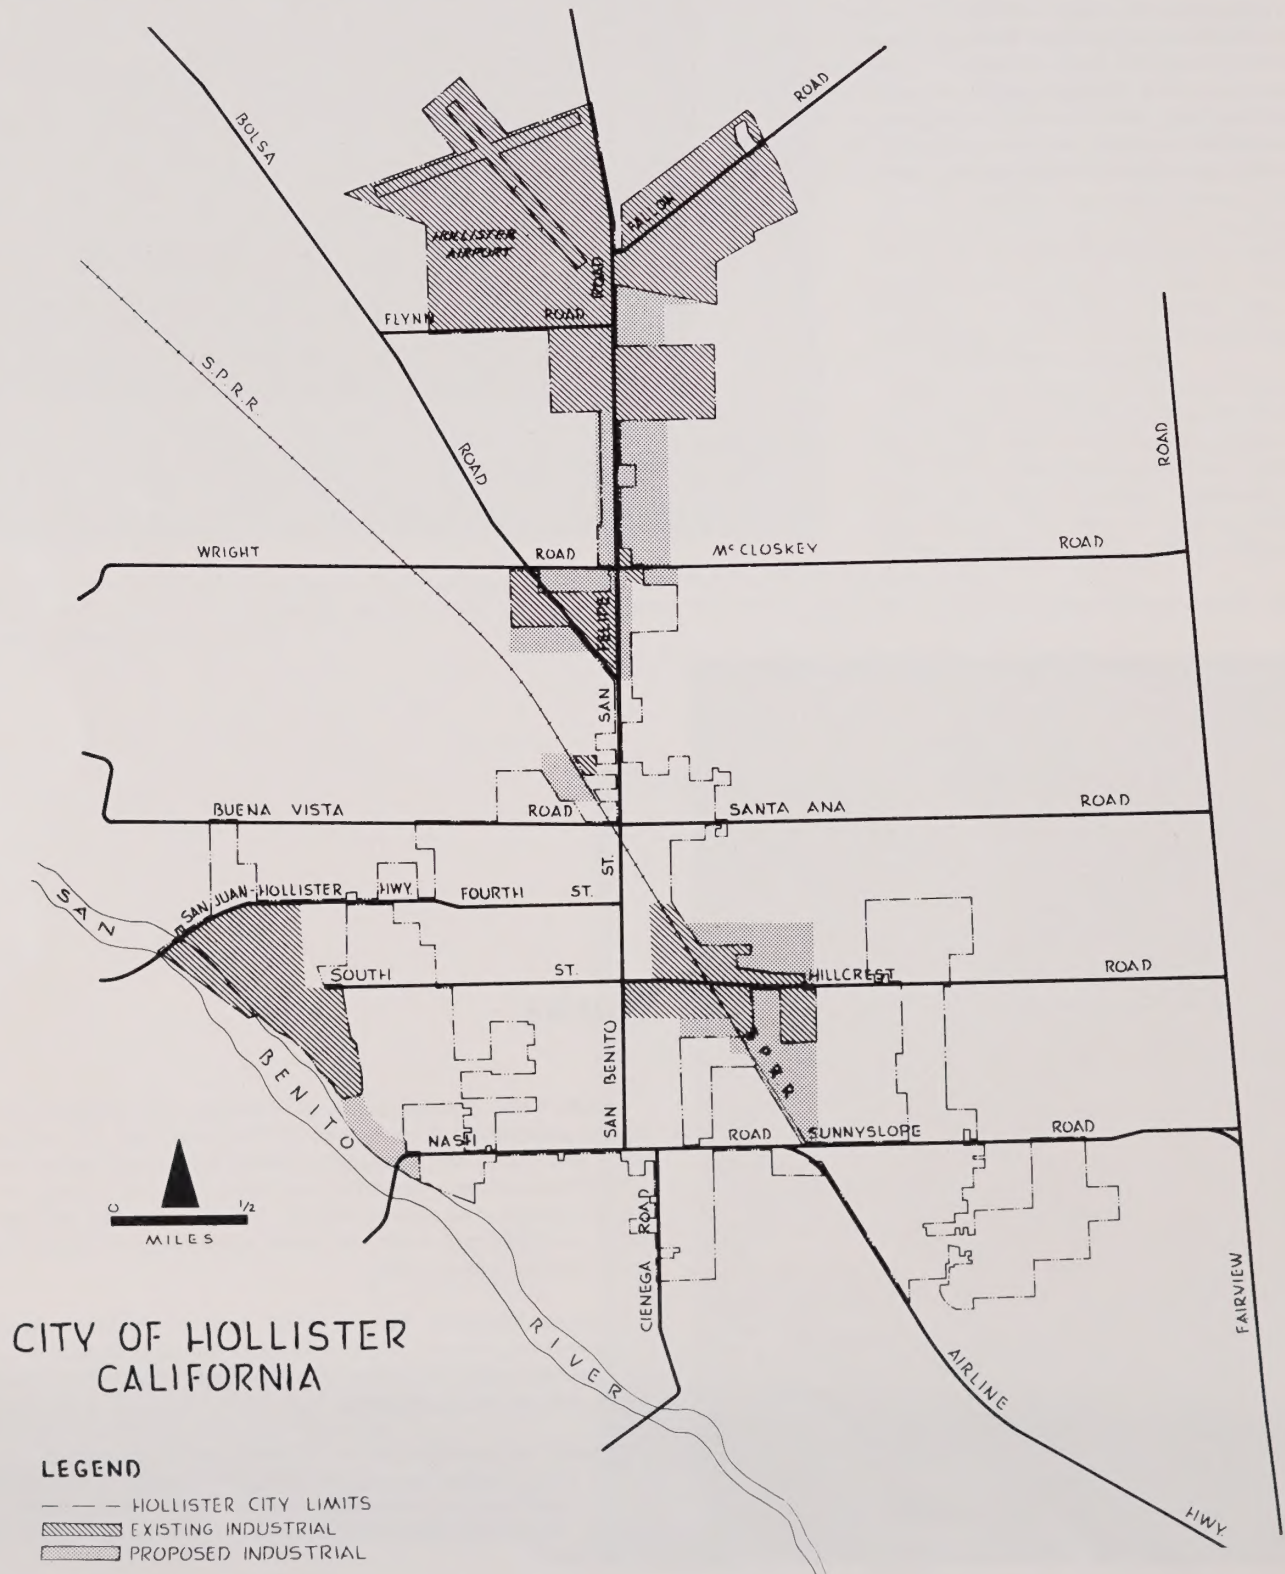 BOLSA
ROAD
FALLON
HOLLISTER
AIRPORT
ROAD
FLYNN
ROAD
S.P.R.R.
ROAD
ROAD
WRIGHT
ROAD
McCLOSKEY
ROAD
FELIPE
SAN
BUENA VISTA
ROAD
SANTA ANA
ROAD
ST.
SAN JUAN-HOLLISTER
HWY.
FOURTH
ST.
SAN
SOUTH
ST.
HILLCREST
ROAD
BENITO
SAN BENITO
S P R R
NASH
ROAD
SUNNYSLOPE
ROAD
0
1/2
MILES
ROAD
CIENEGA
FAIRVIEW
RIVER
AIRLINE
HWY.
CITY OF HOLLISTER
CALIFORNIA
LEGEND
HOLLISTER CITY LIMITS
EXISTING INDUSTRIAL
PROPOSED INDUSTRIAL